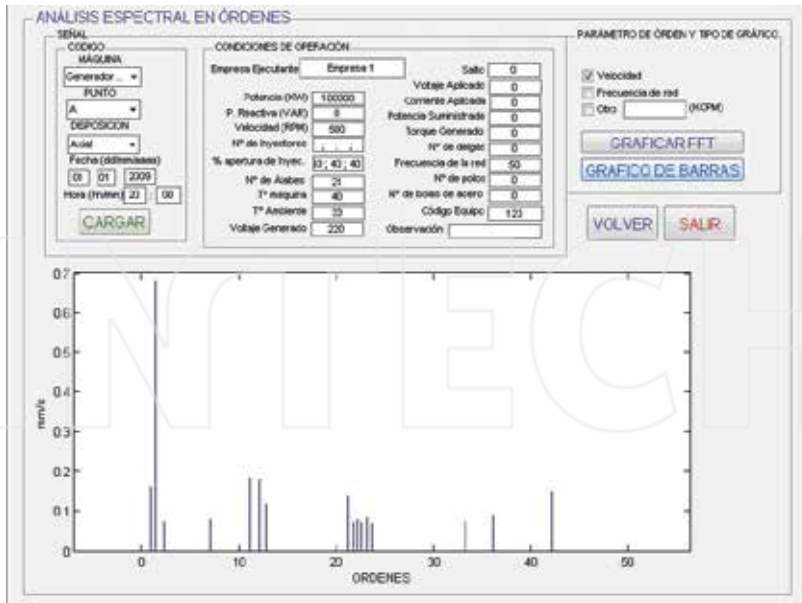 ANÁLISIS ESPECTRAL EN ÓRDENES
SEÑAL
CODIGO
MÁQUINA
Generador ...
PUNTO
A
DISPOSICION
Axial
Fecha (dd/mm/aaaa)
01 01 2009
Hora (hh/mm) 23 : 00
CARGAR
CONDICIONES DE OPERACIÓN
Empresa Ejecutante Empresa 1
Potencia (KW) 100000
P. Reactiva (VAR) 0
Velocidad (RPM) 500
Nº de Inyectores
% apertura de Inyec. ; 40 ; 40
Nº de Álabes 21
Tº máquina 40
Tº Ambiente 23
Voltaje Generado 220
Salto 0
Votaje Aplicado 0
Corriente Aplicada 0
Potencia Suministrada 0
Torque Generado 0
Nº de delgas 0
Frecuencia de la red 50
Nº de polos 0
Nº de bolas de acero 0
Código Equipo 123
Observación
PARÁMETRO DE ÓRDEN Y TIPO DE GRÁFICO
Velocidad
Frecuencia de red
Otro (KCPM)
GRAFICAR FFT
GRAFICO DE BARRAS
VOLVER SALIR
0.7
0.6
0.5
0.4
0.3
0.2
0.1
0
mm/s
0 10 20 30 40 50
ORDENES
INTECH